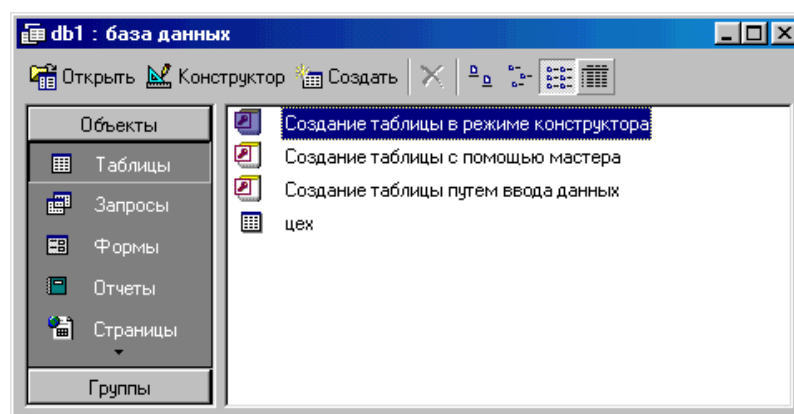 db1 : база данных
Открыть Конструктор Создать
Объекты
Таблицы
Запросы
Формы
Отчеты
Страницы
Группы
Создание таблицы в режиме конструктора
Создание таблицы с помощью мастера
Создание таблицы путем ввода данных
цех